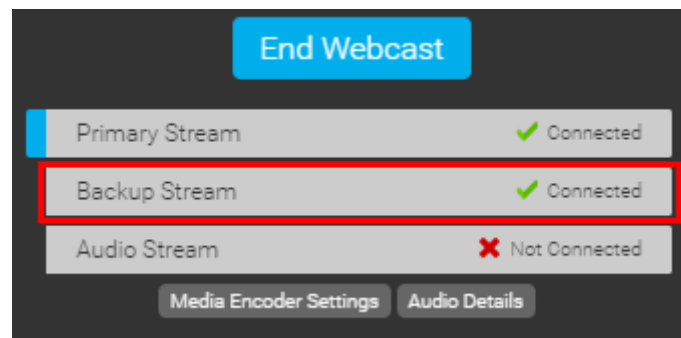 End Webcast
Primary Stream Connected
Backup Stream Connected
Audio Stream Not Connected
Media Encoder Settings Audio Details